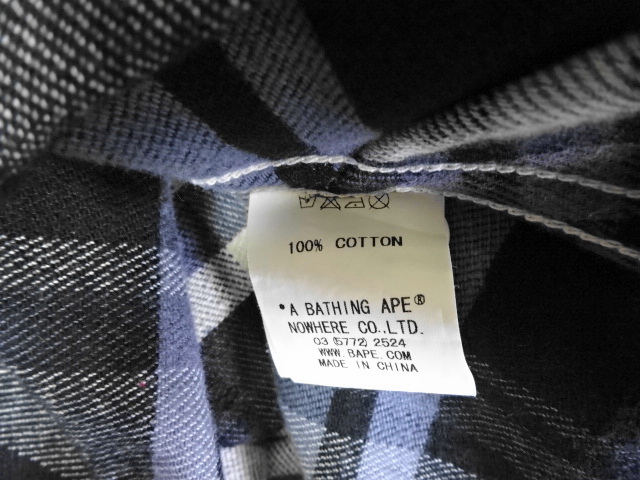 100% COTTON
•A BATHING APE®
NOWHERE CO.,LTD.
03 (5772) 2524
WWW.BAPE.COM
MADE IN CHINA